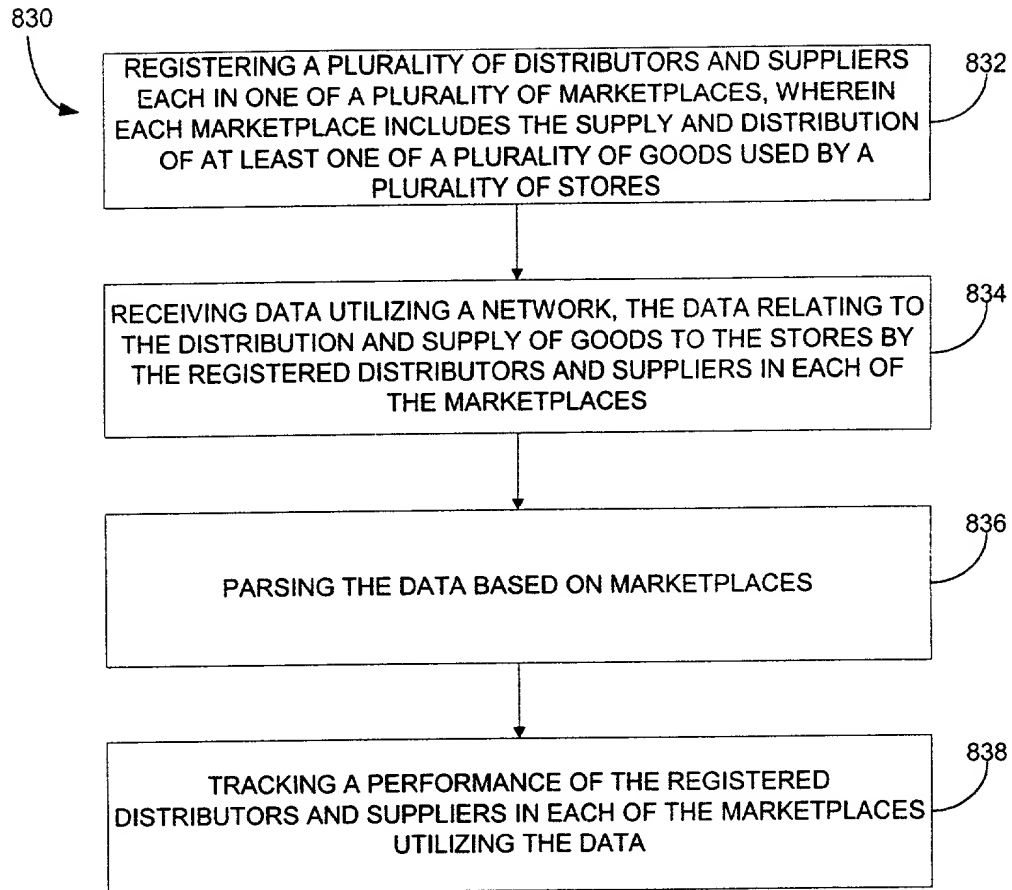 830
REGISTERING A PLURALITY OF DISTRIBUTORS AND SUPPLIERS
EACH IN ONE OF A PLURALITY OF MARKETPLACES, WHEREIN
EACH MARKETPLACE INCLUDES THE SUPPLY AND DISTRIBUTION
OF AT LEAST ONE OF A PLURALITY OF GOODS USED BY A
PLURALITY OF STORES
832
RECEIVING DATA UTILIZING A NETWORK, THE DATA RELATING TO
THE DISTRIBUTION AND SUPPLY OF GOODS TO THE STORES BY
THE REGISTERED DISTRIBUTORS AND SUPPLIERS IN EACH OF
THE MARKETPLACES
834
PARSING THE DATA BASED ON MARKETPLACES
836
TRACKING A PERFORMANCE OF THE REGISTERED
DISTRIBUTORS AND SUPPLIERS IN EACH OF THE MARKETPLACES
UTILIZING THE DATA
838